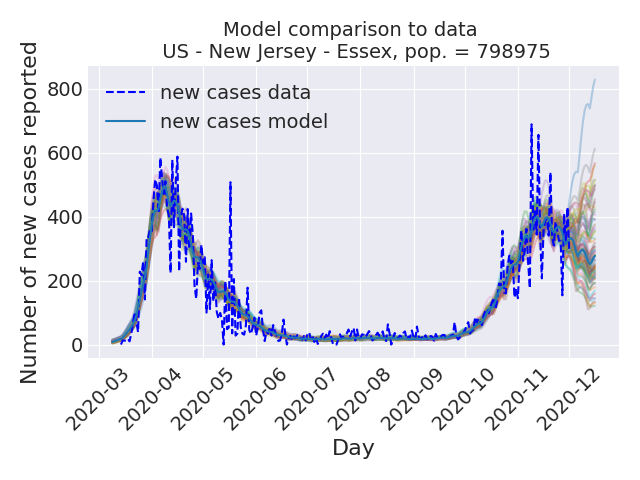 Model comparison to data
US - New Jersey - Essex, pop. = 798975
Number of new cases reported
800
600
400
200
0
new cases data
new cases model
2020-03
2020-04
2020-05
2020-06
2020-07
2020-08
2020-09
2020-10
2020-11
2020-12
Day